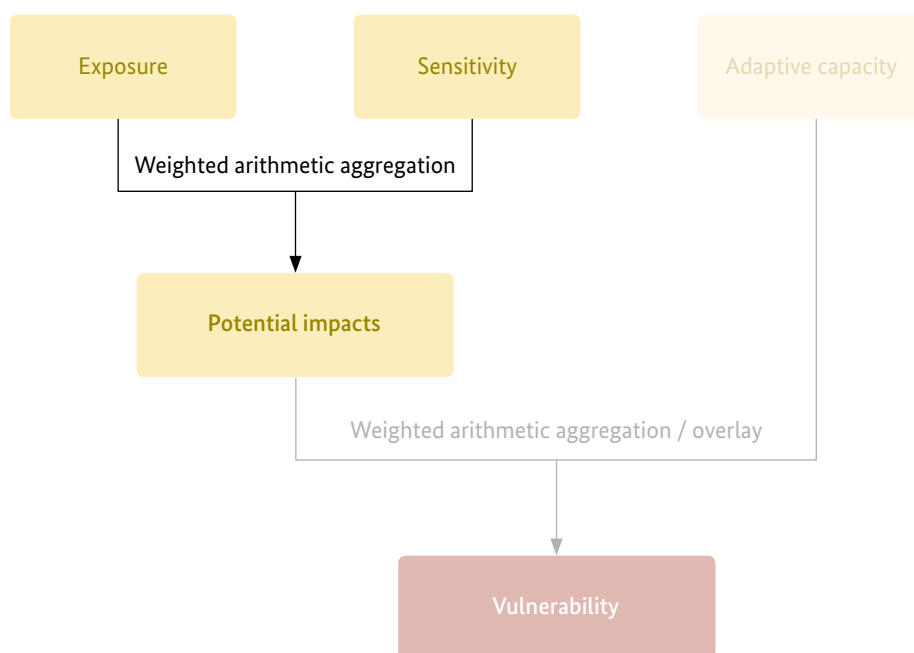 Exposure
Sensitivity
Adaptive capacity
Weighted arithmetic aggregation
Potential impacts
Weighted arithmetic aggregation / overlay
Vulnerability